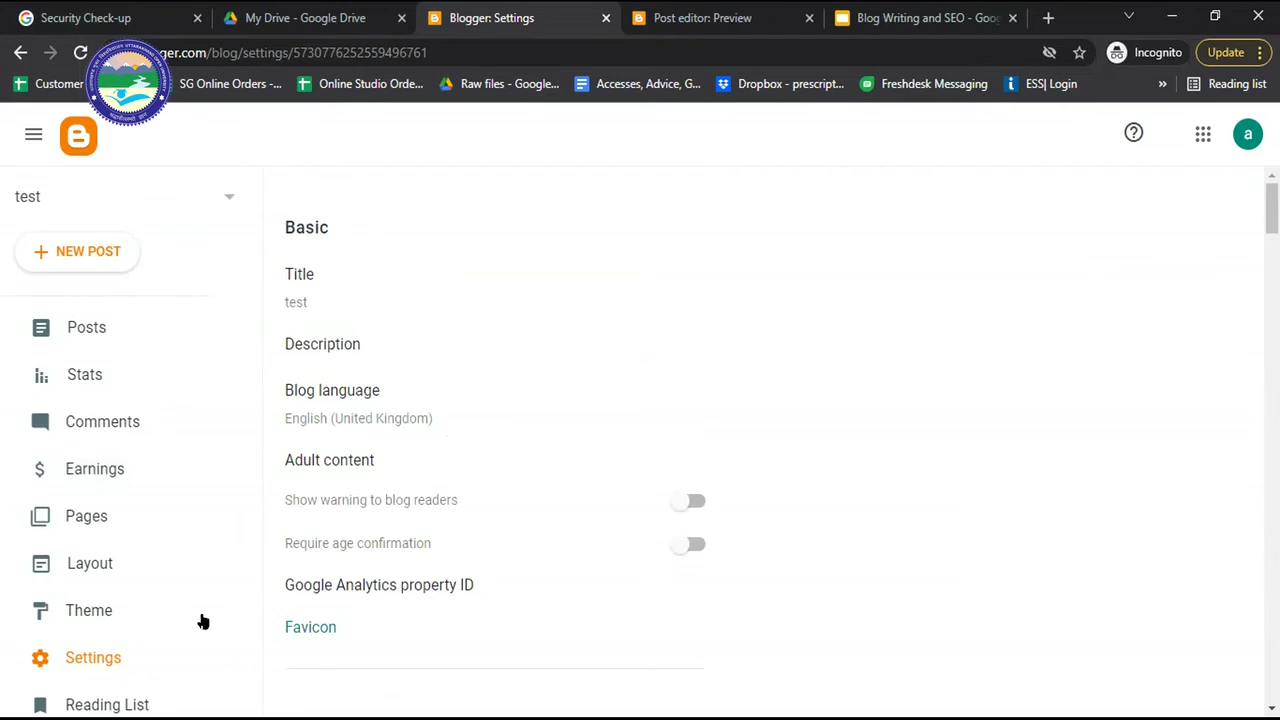 Security Check-up
My Drive - Google Drive
Blogger: Settings
Post editor: Preview
Blog Writing and SEO - Goog
ger.com/blog/settings/5730776252559496761
Incognito
Update
Customer
SG Online Orders -...
Online Studio Orde...
Raw files - Google...
Accesses, Advice, G...
Freshdesk Messaging
ESS| Login
»
Reading list
a
test
NEW POST
Posts
Stats
Comments
Earnings
Pages
Layout
Theme
Settings
Reading List
Basic
Title
test
Description
Blog language
English (United Kingdom)
Adult content
Show warning to blog readers
Require age confirmation
Google Analytics property ID
Favicon